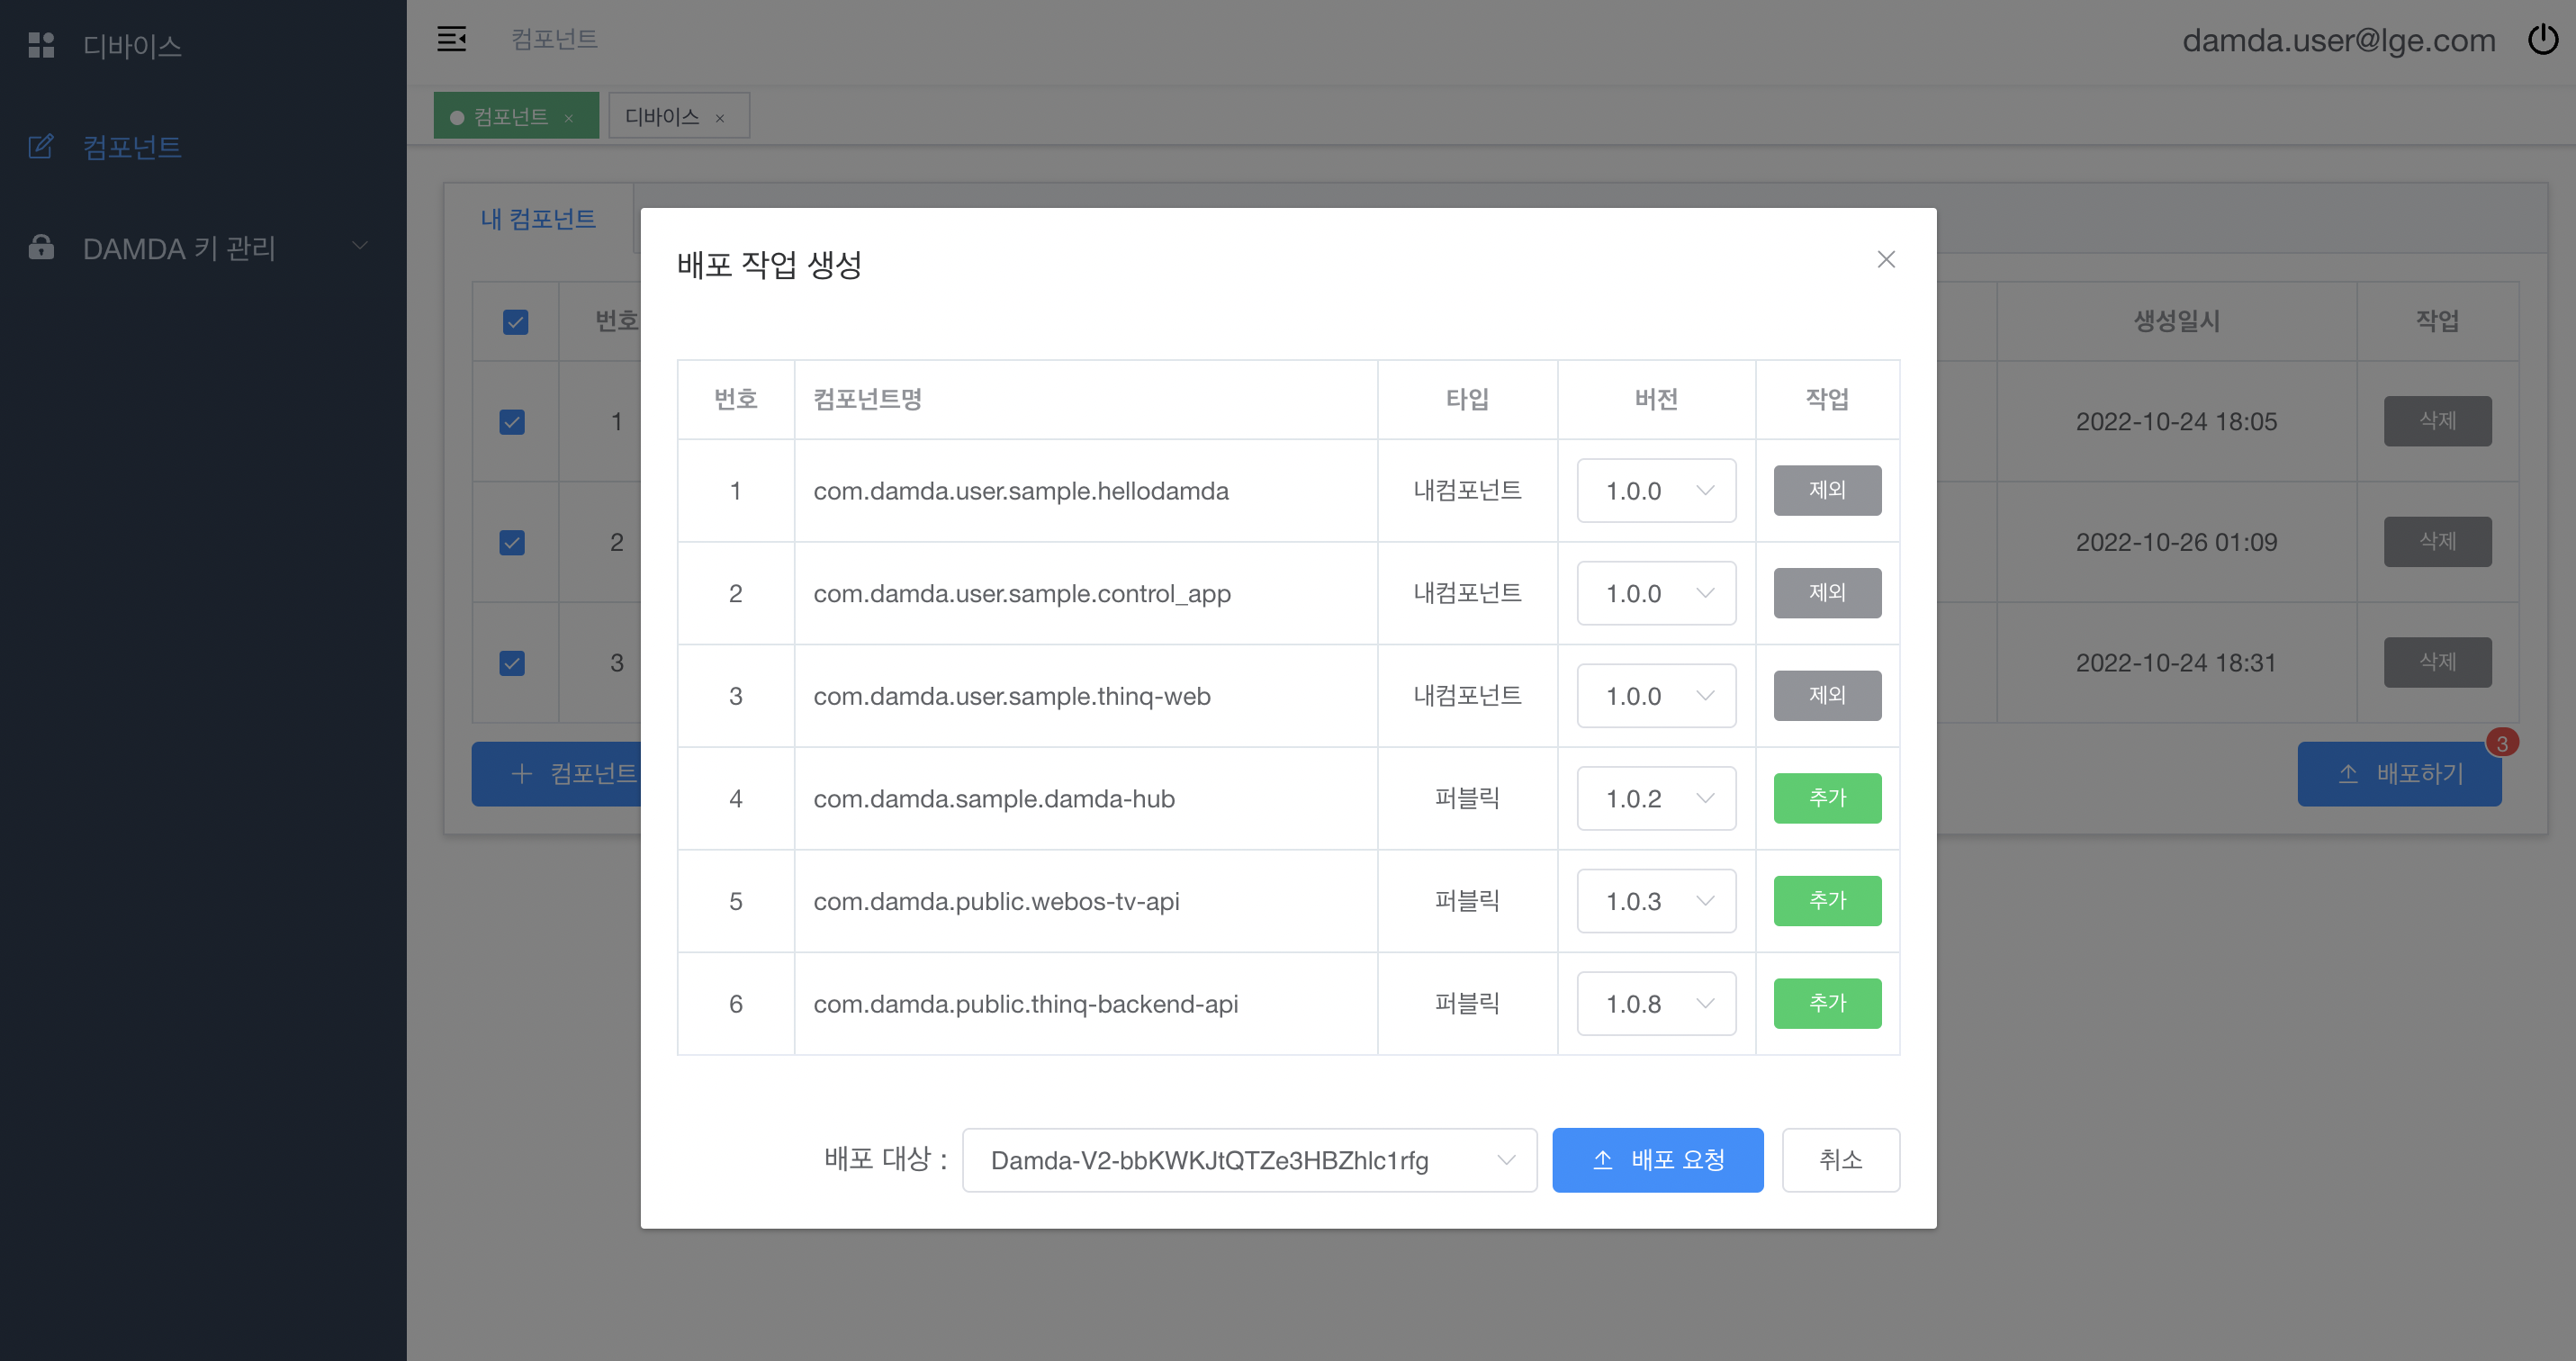 디바이스
컴포넌트
DAMDA 키 관리
컴포넌트
damda.user@lge.com
컴포넌트 ×
디바이스 ×
내 컴포넌트
번호
생성일시
작업
1
2022-10-24 18:05
삭제
2
2022-10-26 01:09
삭제
3
2022-10-24 18:31
삭제
컴포넌트
배포하기
3
배포 작업 생성
번호 컴포넌트명 타입 버전 작업
1 com.damda.user.sample.hellodamda 내컴포넌트 1.0.0 제외
2 com.damda.user.sample.control_app 내컴포넌트 1.0.0 제외
3 com.damda.user.sample.thinq-web 내컴포넌트 1.0.0 제외
4 com.damda.sample.damda-hub 퍼블릭 1.0.2 추가
5 com.damda.public.webos-tv-api 퍼블릭 1.0.3 추가
6 com.damda.public.thinq-backend-api 퍼블릭 1.0.8 추가
배포 대상 : Damda-V2-bbKWKJtQTZe3HBZhlc1rfg 배포 요청 취소